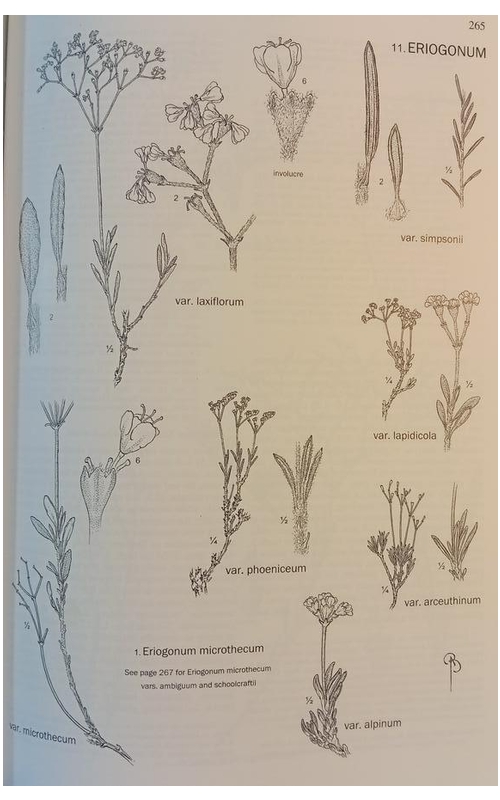 265
11. ERIOGONUM
6
involucre
2
½
var. simpsonii
2
2
½
var. laxiflorum
¼
½
var. lapidicola
6
¼
½
var. phoeniceum
¼
½
var. arceuthinum
½
var. microthecum
1. Eriogonum microthecum
See page 267 for Eriogonum microthecum
vars. ambiguum and schoolcraftii
½
var. alpinum